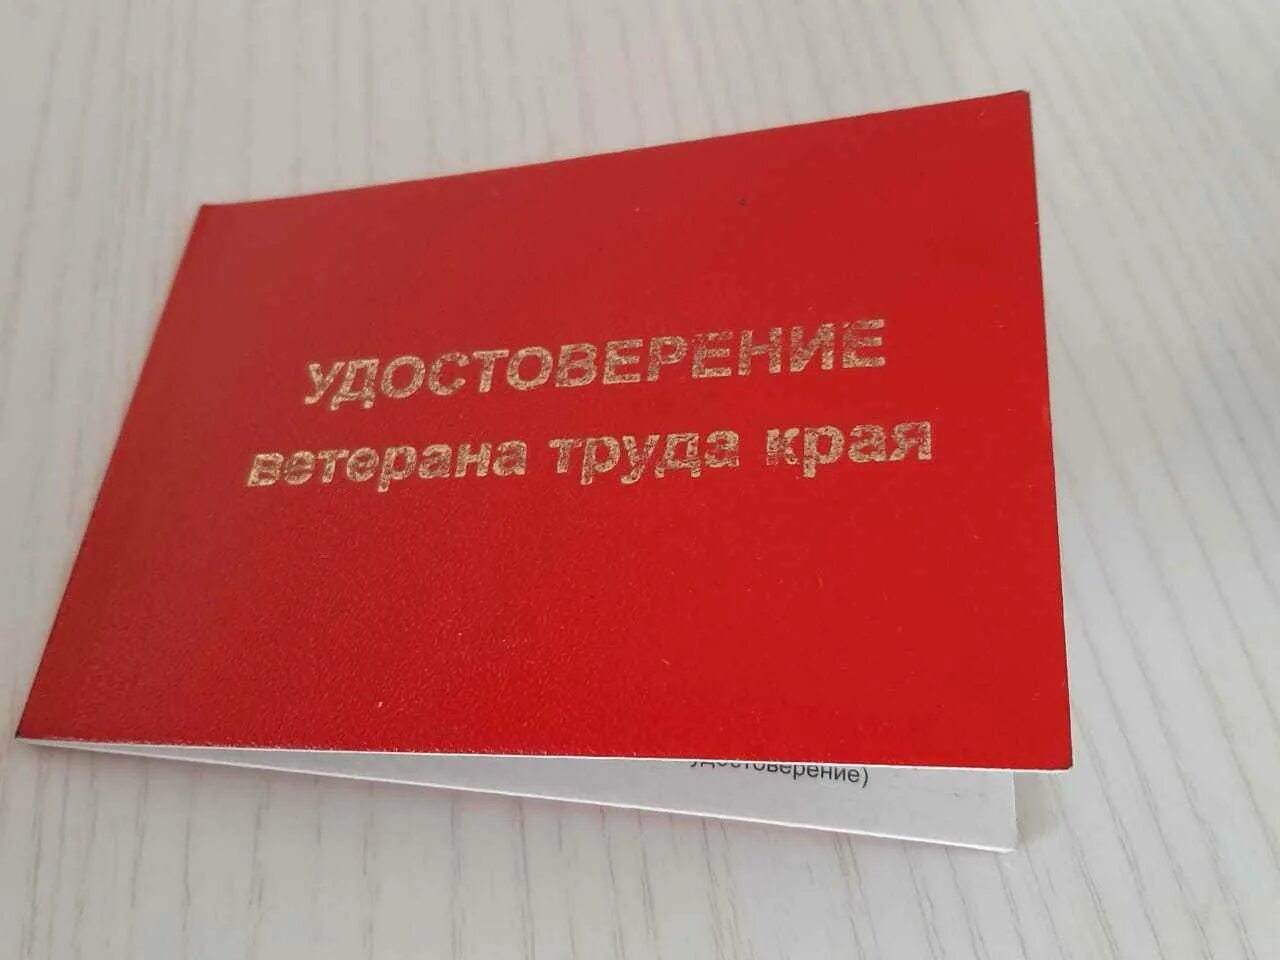 УДОСТОВЕРЕНИЕ
ветерана труда края
удостоверение)